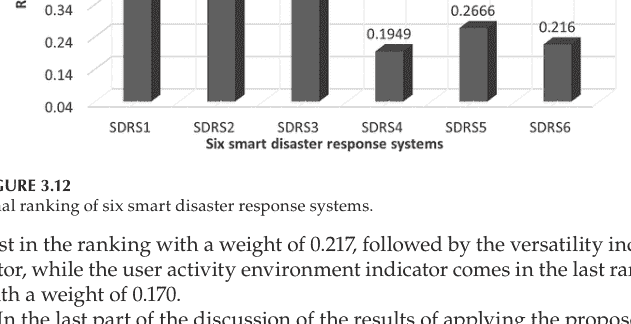 0.34
0.2666
0.24
0.1949
0.216
0.14
0.04
SDRS1 SDRS2 SDRS3 SDRS4 SDRS5 SDRS6
Six smart disaster response systems
GURE 3.12
nal ranking of six smart disaster response systems.
st in the ranking with a weight of 0.217, followed by the versatility ind
tor, while the user activity environment indicator comes in the last ran
th a weight of 0.170.
In the last part of the discussion of the results of applying the propose